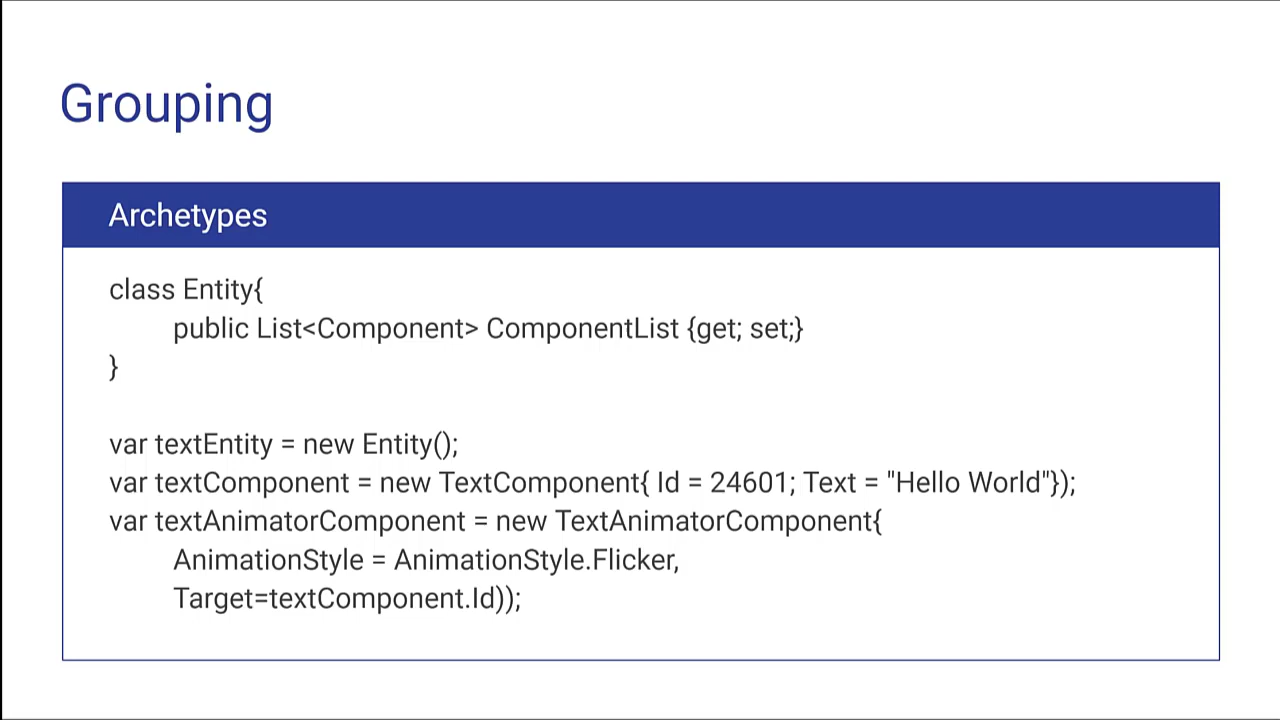 Grouping
Archetypes
class Entity{
public List<Component> ComponentList {get; set;}
}
var textEntity = new Entity();
var textComponent = new TextComponent{ Id = 24601; Text = "Hello World"});
var textAnimatorComponent = new TextAnimatorComponent{
AnimationStyle = AnimationStyle.Flicker,
Target=textComponent.Id));